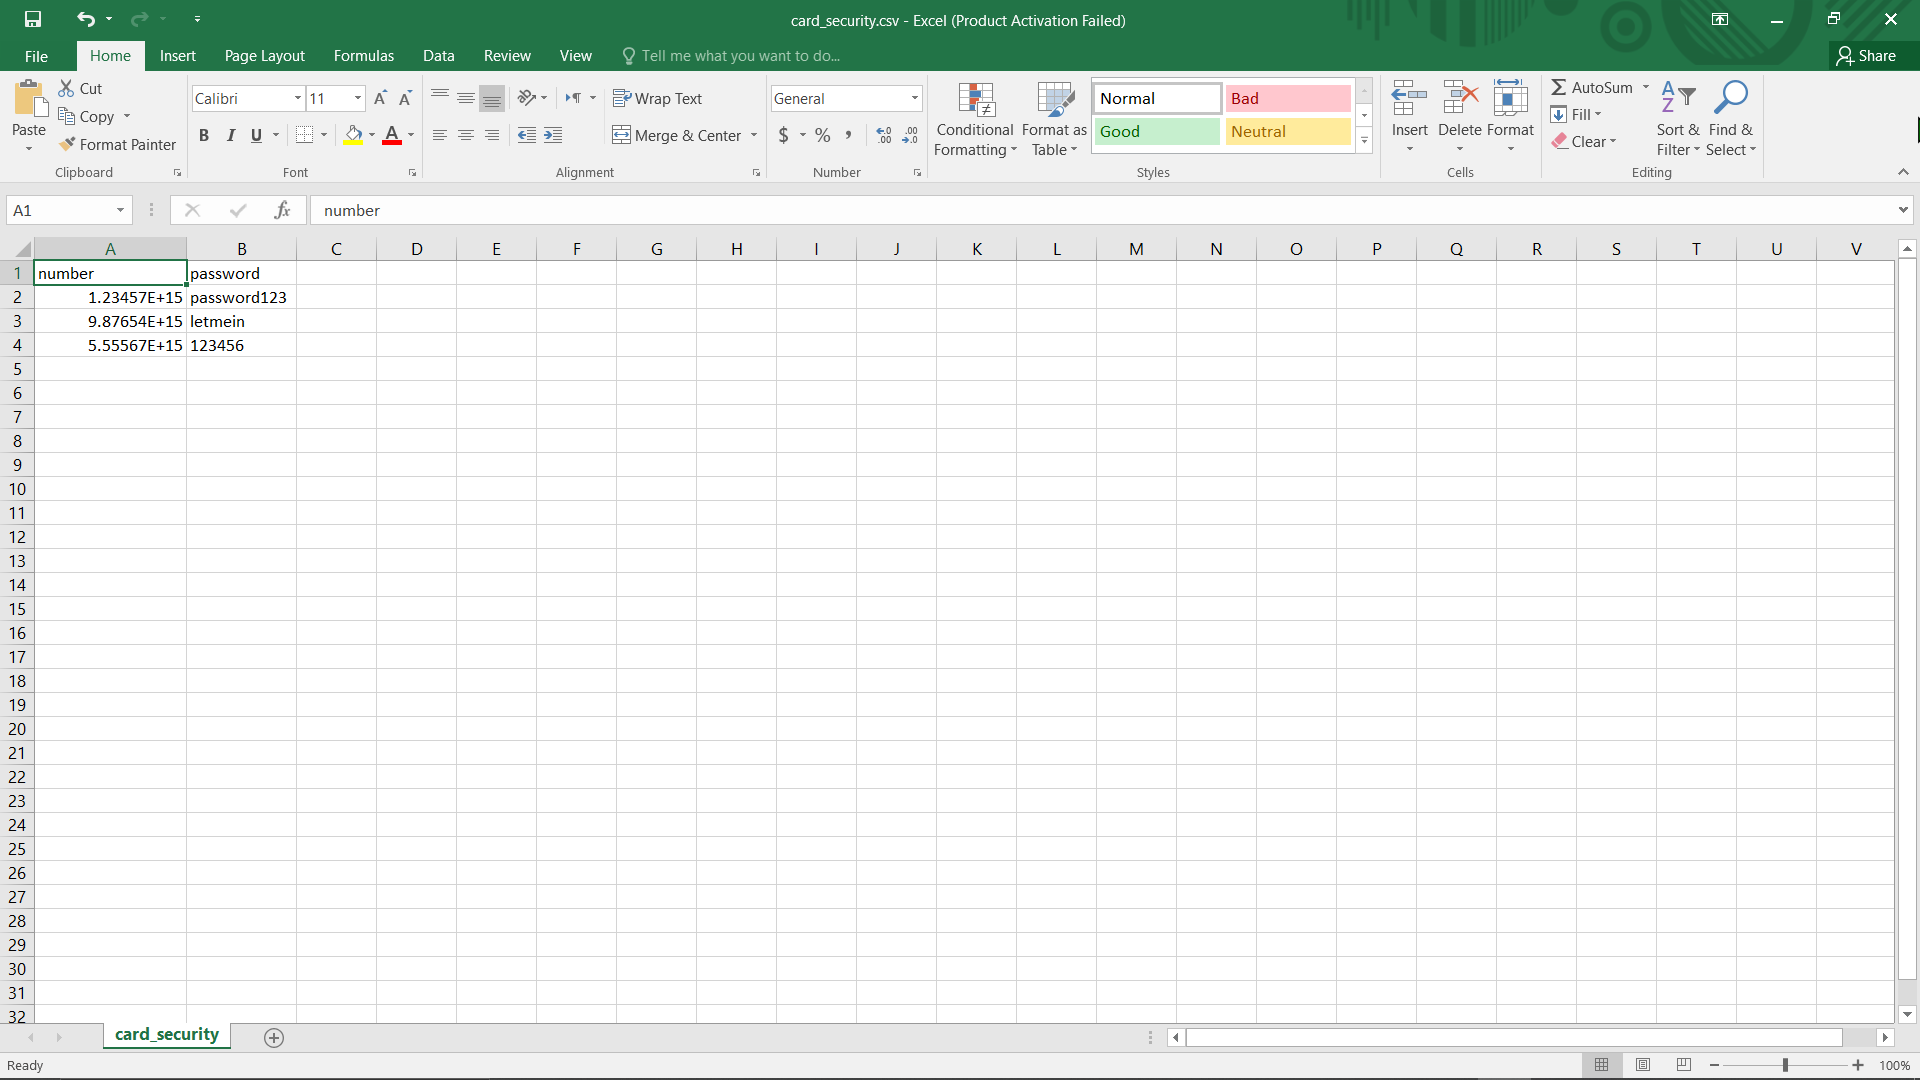 card_security.csv - Excel (Product Activation Failed)
File Home Insert Page Layout Formulas Data Review View Tell me what you want to do... Share
Paste Cut Copy Format Painter
Clipboard
Calibri 11
B I U A
Font
Wrap Text
Merge & Center
Alignment
General
$ % ,
Number
Conditional Formatting
Format as Table
Normal Bad
Good Neutral
Styles
Insert Delete Format
Cells
AutoSum
Fill
Clear
Sort & Filter
Find & Select
Editing
A1 fx number
A B C D E F G H I J K L M N O P Q R S T U V
1 number password
2 1.23457E+15 password123
3 9.87654E+15 letmein
4 5.55567E+15 123456
5
6
7
8
9
10
11
12
13
14
15
16
17
18
19
20
21
22
23
24
25
26
27
28
29
30
31
32
card_security
Ready 100%